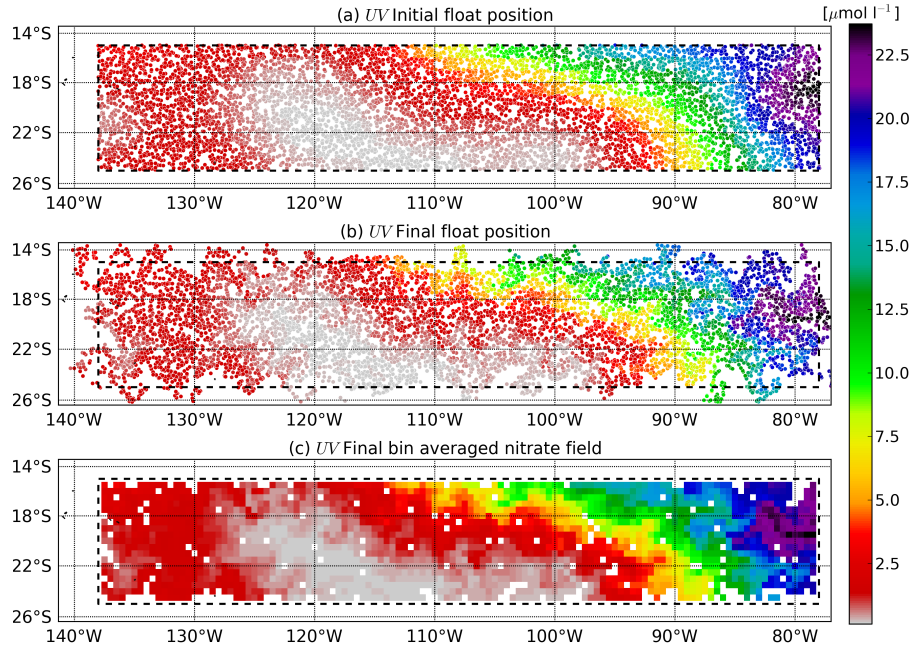 (a) UV Initial float position
[μmol l⁻¹]
14°S
18°S
22°S
26°S
140°W 130°W 120°W 110°W 100°W 90°W 80°W
(b) UV Final float position
14°S
18°S
22°S
26°S
140°W 130°W 120°W 110°W 100°W 90°W 80°W
(c) UV Final bin averaged nitrate field
14°S
18°S
22°S
26°S
140°W 130°W 120°W 110°W 100°W 90°W 80°W
22.5
20.0
17.5
15.0
12.5
10.0
7.5
5.0
2.5